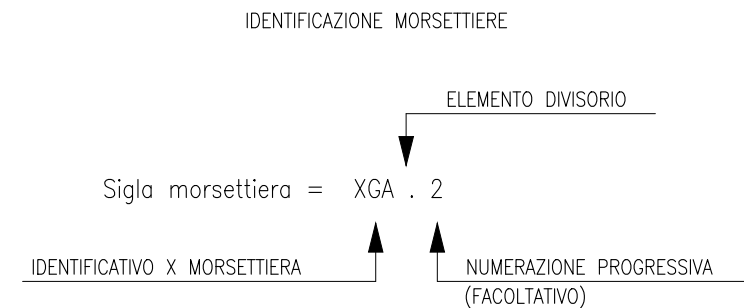 IDENTIFICAZIONE MORSETTIERE
ELEMENTO DIVISORIO
Sigla morsettiera = XGA . 2
IDENTIFICATIVO X MORSETTIERA
NUMERAZIONE PROGRESSIVA
(FACOLTATIVO)